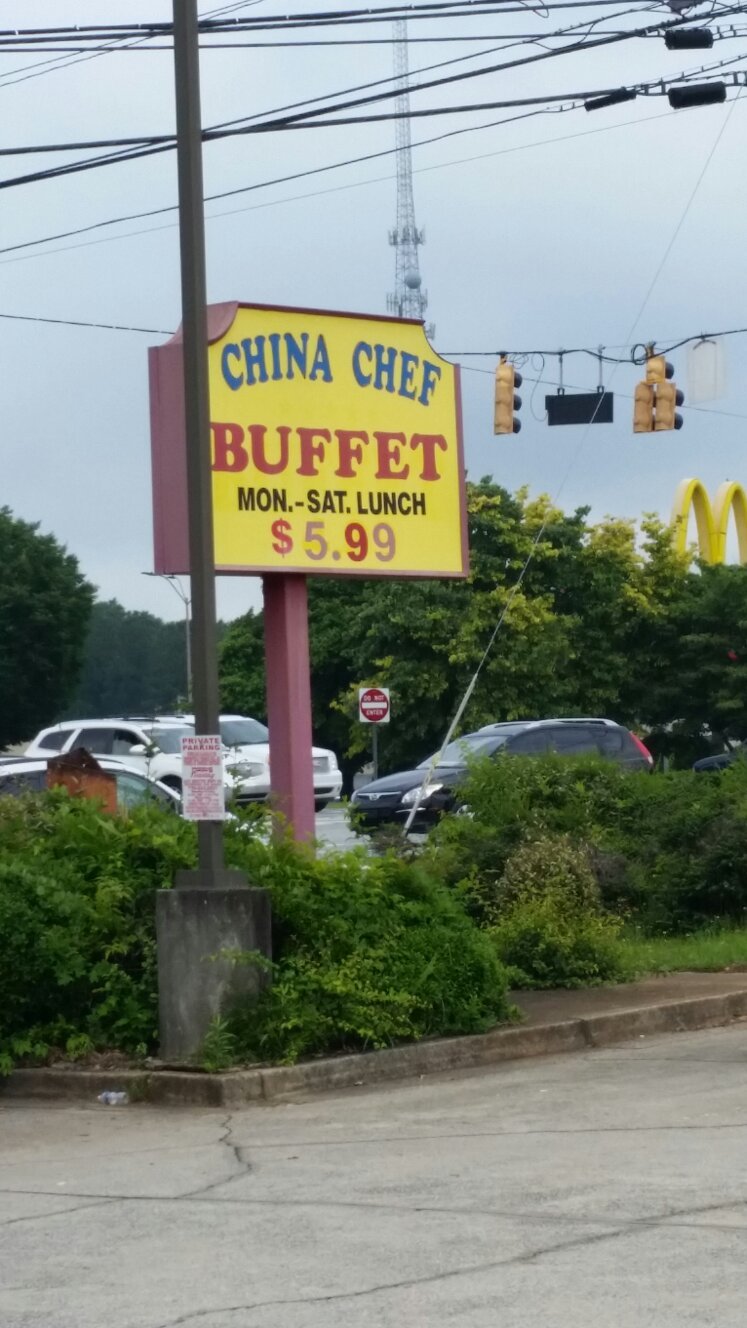 CHINA CHEF
BUFFET
MON.-SAT. LUNCH
$5.99
DO NOT
ENTER
PRIVATE
PARKING